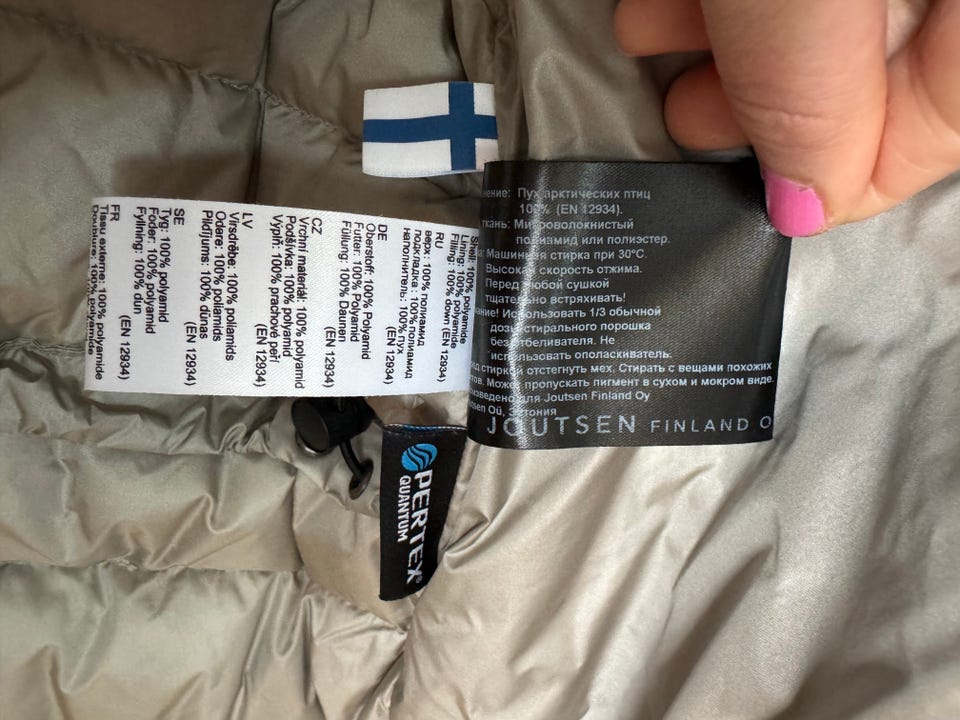 Shell: 100% polyamide
Lining: 100% polyamide
Filling: 100% down (EN 12934)
RU
верх: 100% полиамид
подкладка: 100% полиамид
наполнитель: 100% пух
(EN 12934)
DE
Oberstoff: 100% Polyamid
Futter: 100% Polyamid
Füllung: 100% Daunen
(EN 12934)
CZ
Vrchní materiál: 100% polyamid
Podšívka: 100% polyamid
Výplň: 100% prachové peří
(EN 12934)
LV
Virsdrēbe: 100% poliamīds
Odere: 100% poliamīds
Pildījums: 100% dūnas
(EN 12934)
SE
Tyg: 100% polyamid
Foder: 100% polyamid
Fyllning: 100% dun
(EN 12934)
FR
Tissu externe: 100% polyamide
Doublure: 100% polyamide
Пух арктических птиц
100% (EN 12934).
Микроволокнистый
полиамид или полиэстер.
Машинная стирка при 30°C.
Высокая скорость отжима.
Перед любой сушкой
тщательно встряхивать!
Использовать 1/3 обычной
дозы стирального порошка
без отбеливателя. Не
использовать ополаскиватель.
стиркой отстегнуть мех. Стирать с вещами похожих
Может пропускать пигмент в сухом и мокром виде.
для Joutsen Finland Oy
Oü, Эстония
JOUTSEN FINLAND O
PERTEX®
QUANTUM